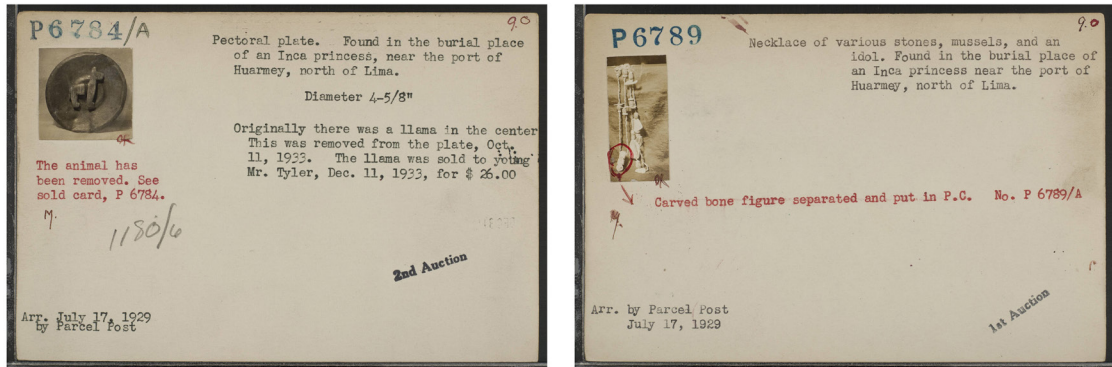 P6784/A
9.0
Pectoral plate. Found in the burial place
of an Inca princess, near the port of
Huarmey, north of Lima.
Diameter 4-5/8"
Originally there was a llama in the center
This was removed from the plate, Oct.
11, 1933. The llama was sold to young
Mr. Tyler, Dec. 11, 1933, for $ 26.00
The animal has
been removed. See
sold card, P 6784.
M.
1180/6
2nd Auction
Arr. July 17, 1929
by Parcel Post
P6789
9.0
Necklace of various stones, mussels, and an
idol. Found in the burial place of
an Inca princess near the port of
Huarmey, north of Lima.
Carved bone figure separated and put in P.C. No. P 6789/A
M.
Arr. by Parcel Post
July 17, 1929
1st Auction